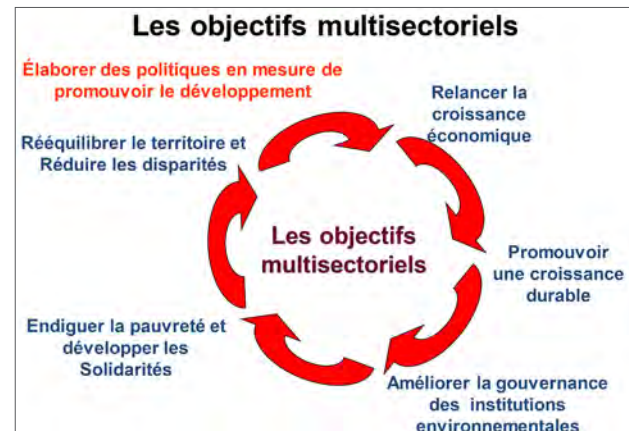 Les objectifs multisectoriels
Élaborer des politiques en mesure de
promouvoir le développement
Relancer la
croissance
économique
Rééquilibrer le territoire et
Réduire les disparités
Les objectifs
multisectoriels
Promouvoir
une croissance
durable
Endiguer la pauvreté et
développer les
Solidarités
Améliorer la gouvernance
des institutions
environnementales